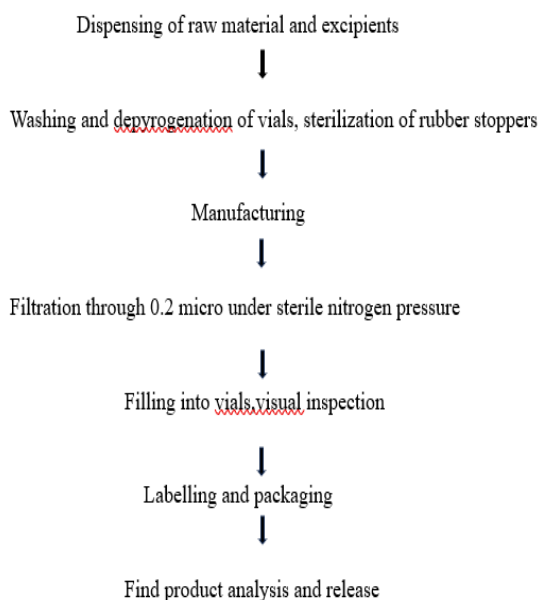 Dispensing of raw material and excipients
Washing and depyrogenation of vials, sterilization of rubber stoppers
Manufacturing
Filtration through 0.2 micro under sterile nitrogen pressure
Filling into vials,visual inspection
Labelling and packaging
Find product analysis and release